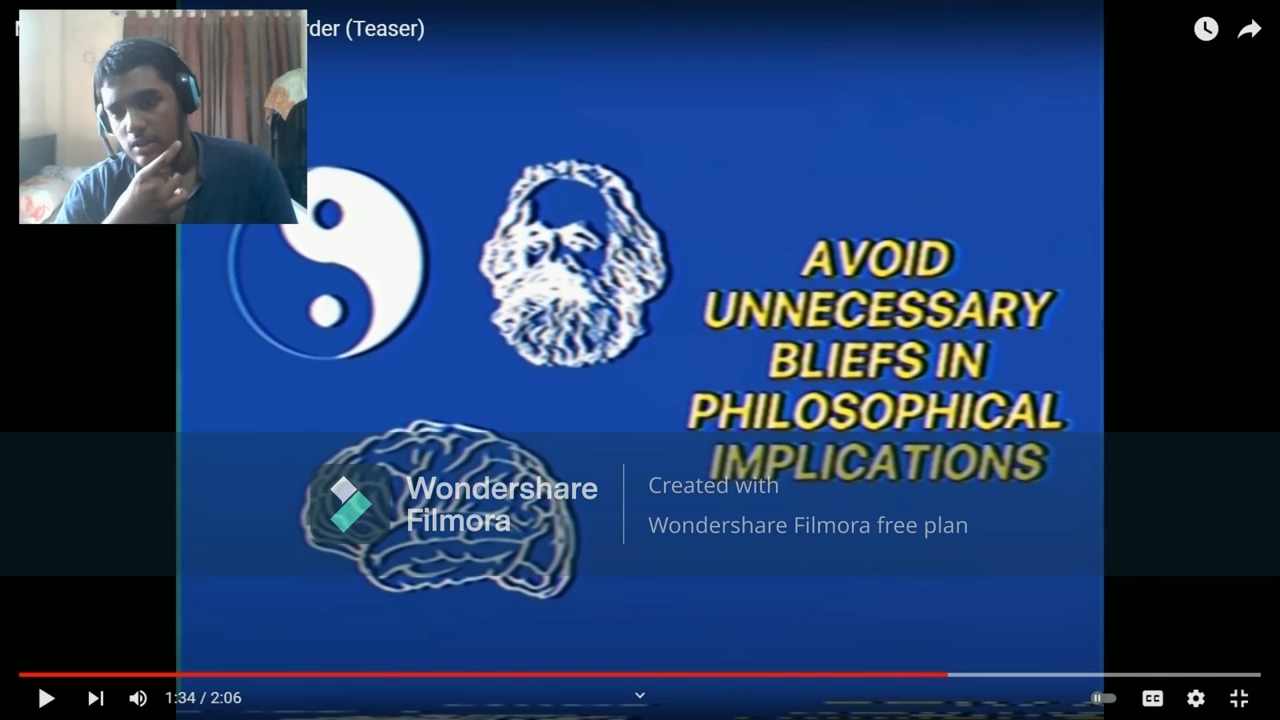 rder (Teaser)
AVOID
UNNECESSARY
BLIEFS IN
PHILOSOPHICAL
IMPLICATIONS
Wondershare
Filmora
Created with
Wondershare Filmora free plan
1:34 / 2:06
CC